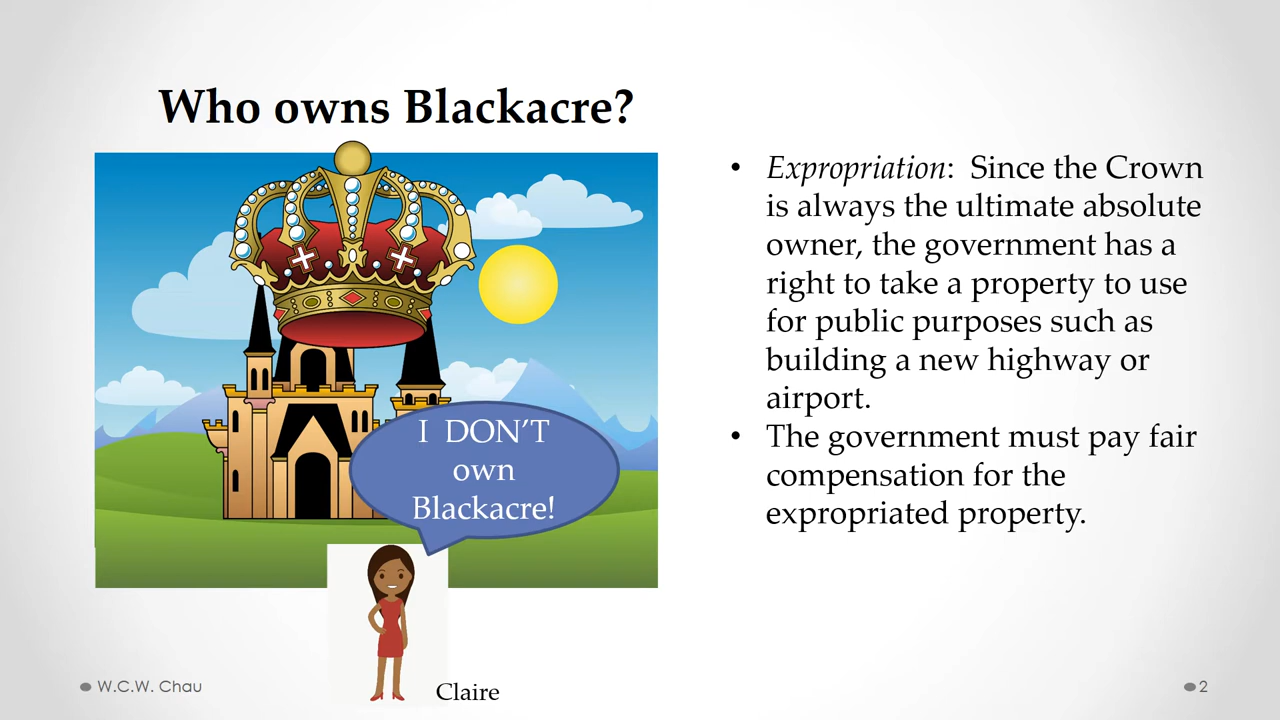 Who owns Blackacre?
I DON'T
own
Blackacre!
Claire
• Expropriation: Since the Crown
is always the ultimate absolute
owner, the government has a
right to take a property to use
for public purposes such as
building a new highway or
airport.
• The government must pay fair
compensation for the
expropriated property.
W.C.W. Chau
2